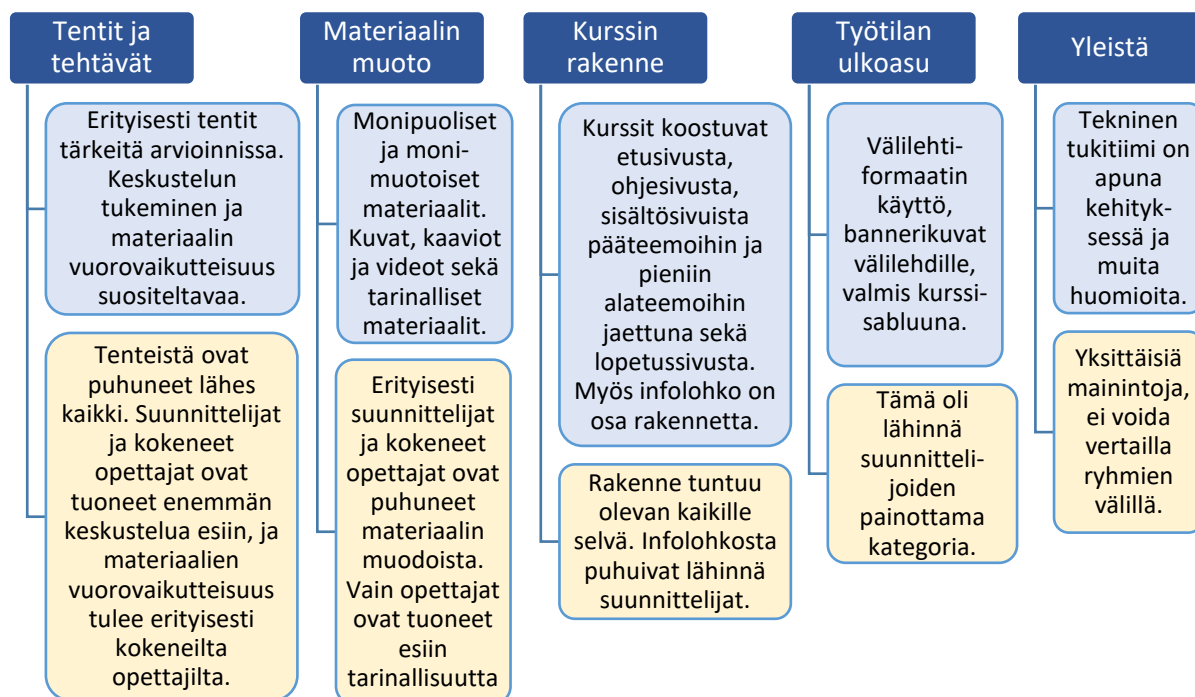 Tentit ja
tehtävät
Erityisesti tentit
tärkeitä arvioinnissa.
Keskustelun
tukeminen ja
materiaalin
vuorovaikutteisuus
suositeltavaa.
Tenteistä ovat
puhuneet lähes
kaikki. Suunnittelijat
ja kokeneet
opettajat ovat
tuoneet enemmän
keskustelua esiin, ja
materiaalien
vuorovaikutteisuus
tulee erityisesti
kokeneilta
opettajilta.
Materiaalin
muoto
Monipuoliset
ja moni-
muotoiset
materiaalit.
Kuvat, kaaviot
ja videot sekä
tarinalliset
materiaalit.
Erityisesti
suunnittelijat
ja kokeneet
opettajat ovat
puhuneet
materiaalin
muodoista.
Vain opettajat
ovat tuoneet
esiin
tarinallisuutta
Kurssin
rakenne
Kurssit koostuvat
etusivusta,
ohjesivusta,
sisältösivuista
pääteemoihin ja
pieniin
alateemoihin
jaettuna sekä
lopetussivusta.
Myös infolohko on
osa rakennetta.
Rakenne tuntuu
olevan kaikille
selvä. Infolohkosta
puhuivat lähinnä
suunnittelijat.
Työtilan
ulkoasu
Välilehti-
formaatin
käyttö,
bannerikuvat
välilehdille,
valmis kurssi-
sabluuna.
Tämä oli
lähinnä
suunnitteli-
joiden
painottama
kategoria.
Yleistä
Tekninen
tukitiimi on
apuna
kehityk-
sessä ja
muita
huomioita.
Yksittäisiä
mainintoja,
ei voida
vertailla
ryhmien
välillä.